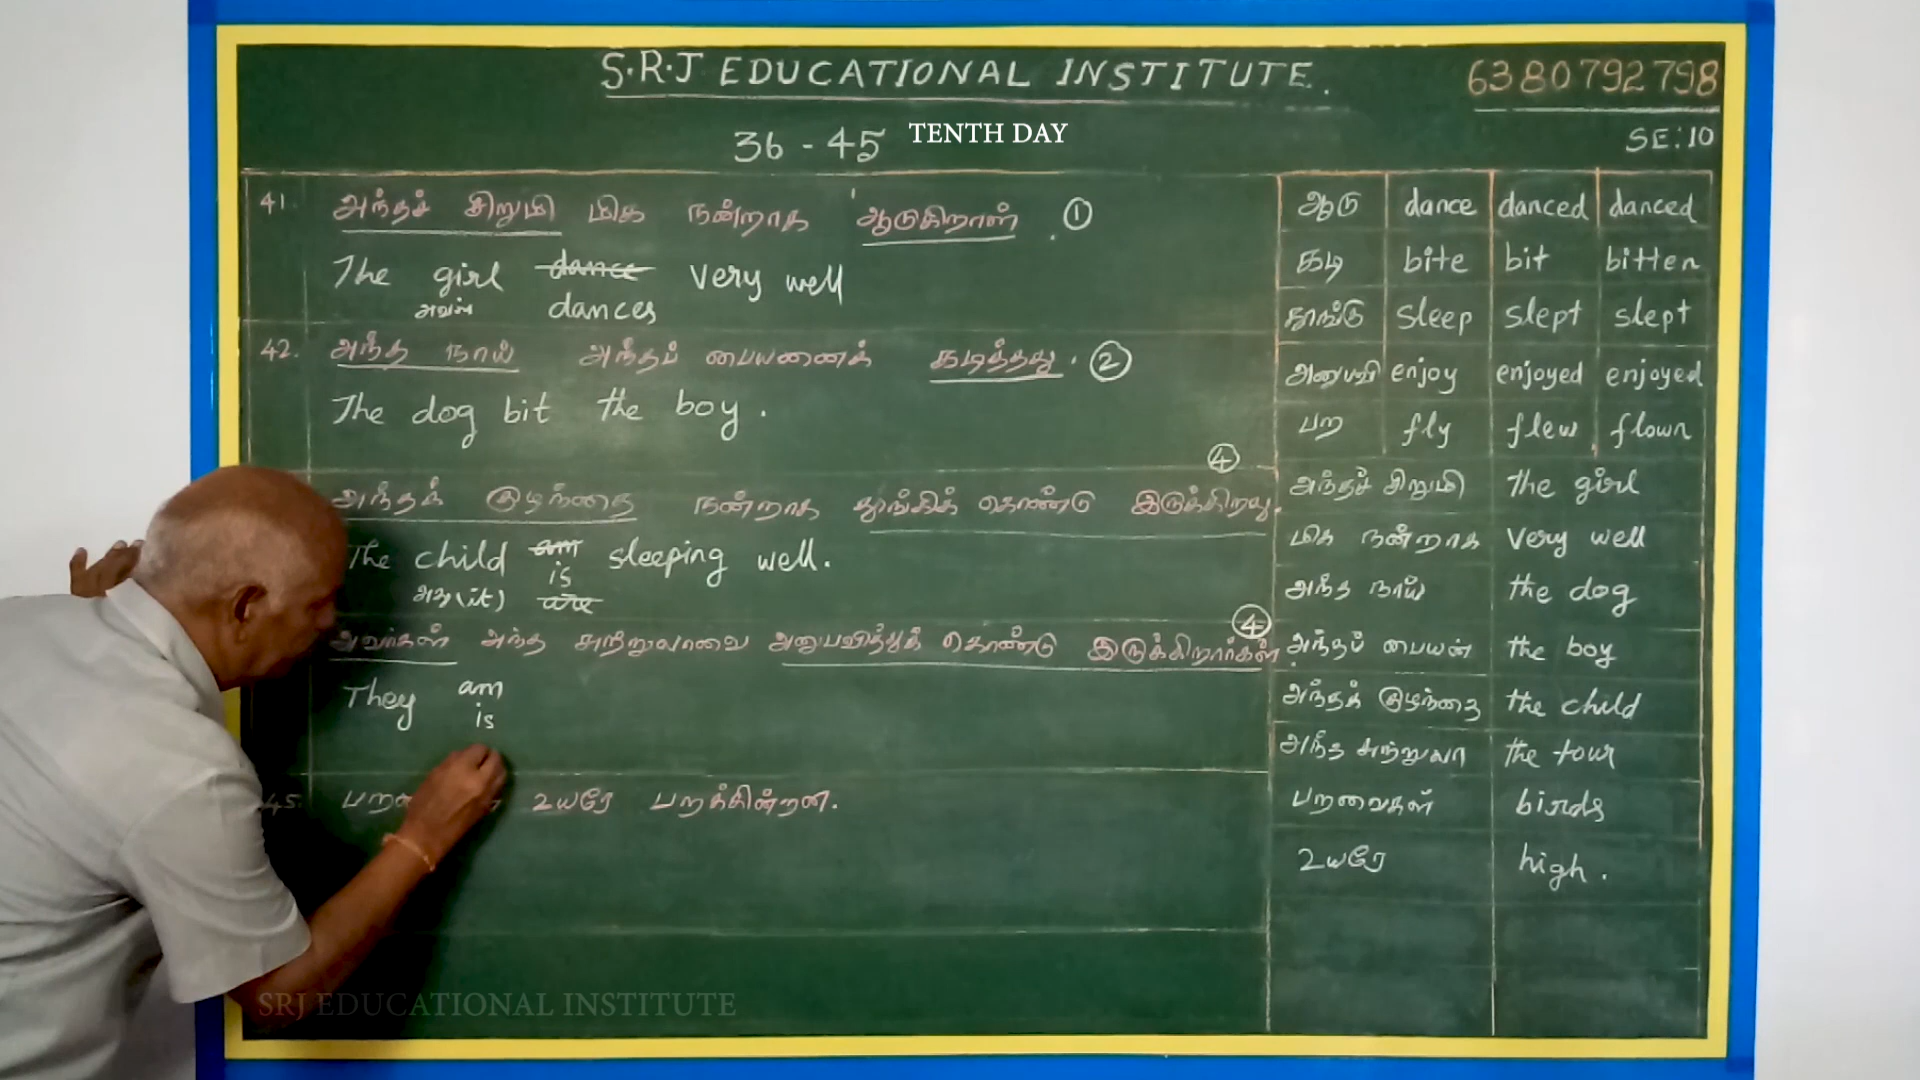 S.R.J EDUCATIONAL INSTITUTE.
6380792798
36 - 45 TENTH DAY
SE:10
41. அந்தச் சிறுமி மிக நன்றாக ஆடுகிறாள். 1
The girl dance very well
அவள் dances
42. அந்த நாய் அந்தப் பையனைக் கடித்தது. 2
The dog bit the boy.
4
அந்தக் குழந்தை நன்றாக தூங்கிக் கொண்டு இருக்கிறது.
The child am sleeping well.
is
அது (it) are
4
அவர்கள் அந்த சுற்றுலாவை அனுபவித்துக் கொண்டு இருக்கிறார்கள்.
They am
is
45. உயரே பறக்கின்றன.
ஆடு dance danced danced
கடி bite bit bitten
தூங்கு sleep slept slept
அனுபவி enjoy enjoyed enjoyed
பற fly flew flown
அந்தச் சிறுமி the girl
மிக நன்றாக very well
அந்த நாய் the dog
அந்தப் பையன் the boy
அந்தக் குழந்தை the child
அந்த சுற்றுலா the tour
பறவைகள் birds
உயரே high.
SRJ EDUCATIONAL INSTITUTE